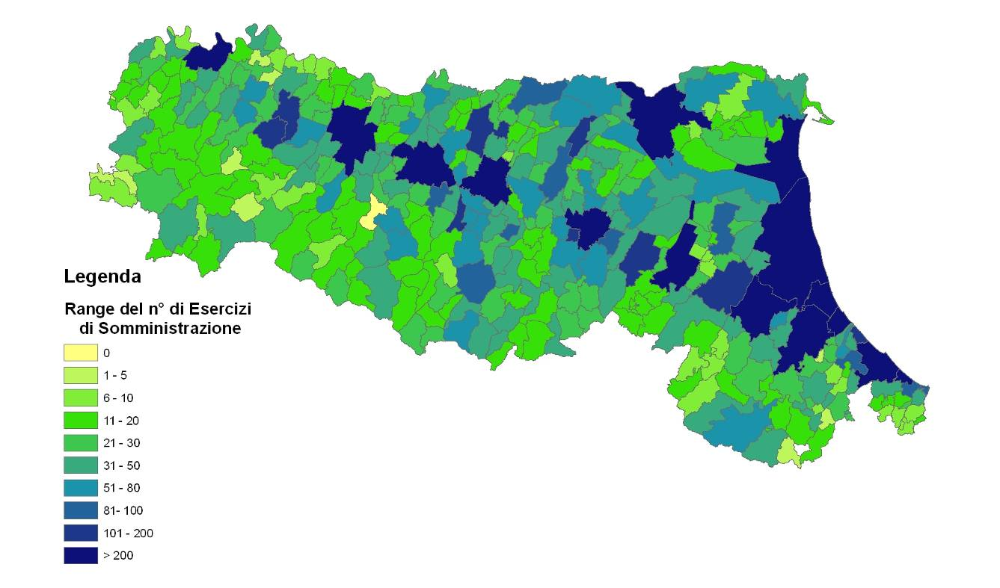 Legenda
Range del n° di Esercizi
di Somministrazione
0
1 - 5
6 - 10
11 - 20
21 - 30
31 - 50
51 - 80
81- 100
101 - 200
> 200